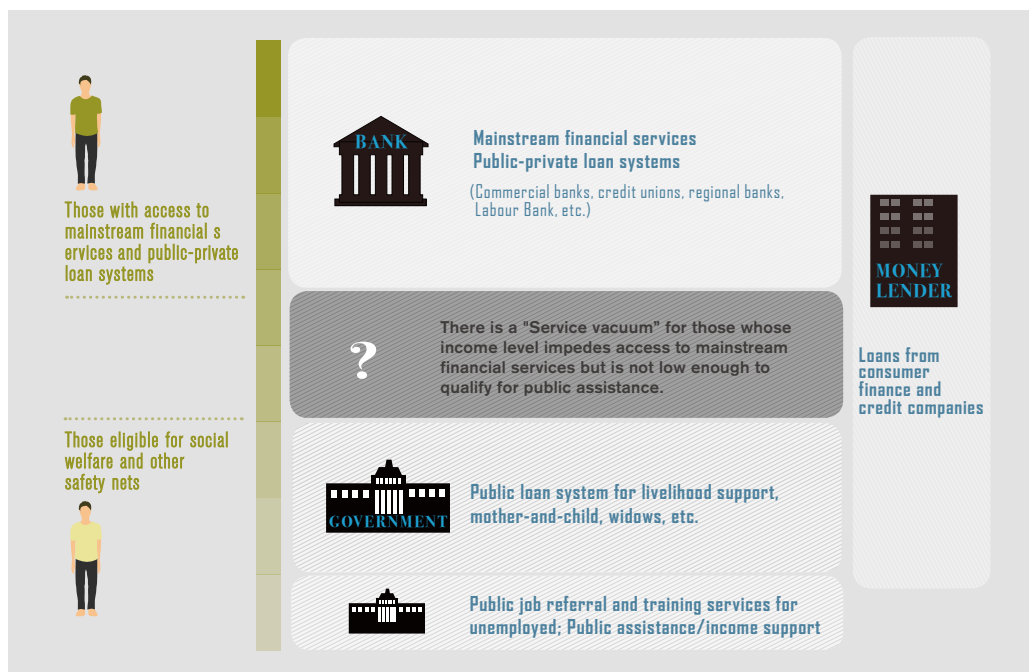 Those with access to
mainstream financial s
ervices and public-private
loan systems
Those eligible for social
welfare and other
safety nets
BANK
Mainstream financial services
Public-private loan systems
(Commercial banks, credit unions, regional banks,
Labour Bank, etc.)
?
There is a "Service vacuum” for those whose
income level impedes access to mainstream
financial services but is not low enough to
qualify for public assistance.
GOVERNMENT
Public loan system for livelihood support,
mother-and-child, widows, etc.
Public job referral and training services for
unemployed; Public assistance/income support
MONEY
LENDER
Loans from
consumer
finance and
credit companies